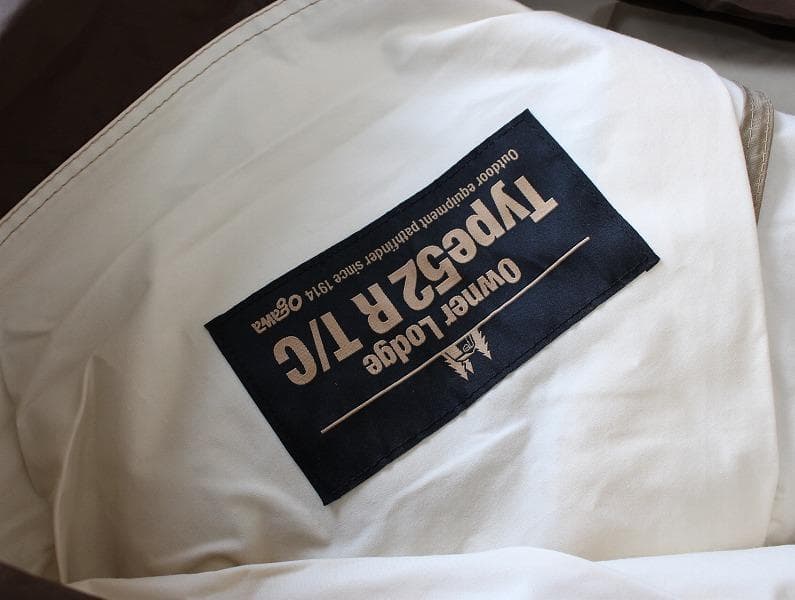 Owner Lodge
Type52 R T/C
Outdoor equipment pathfinder since 1914 Ogawa